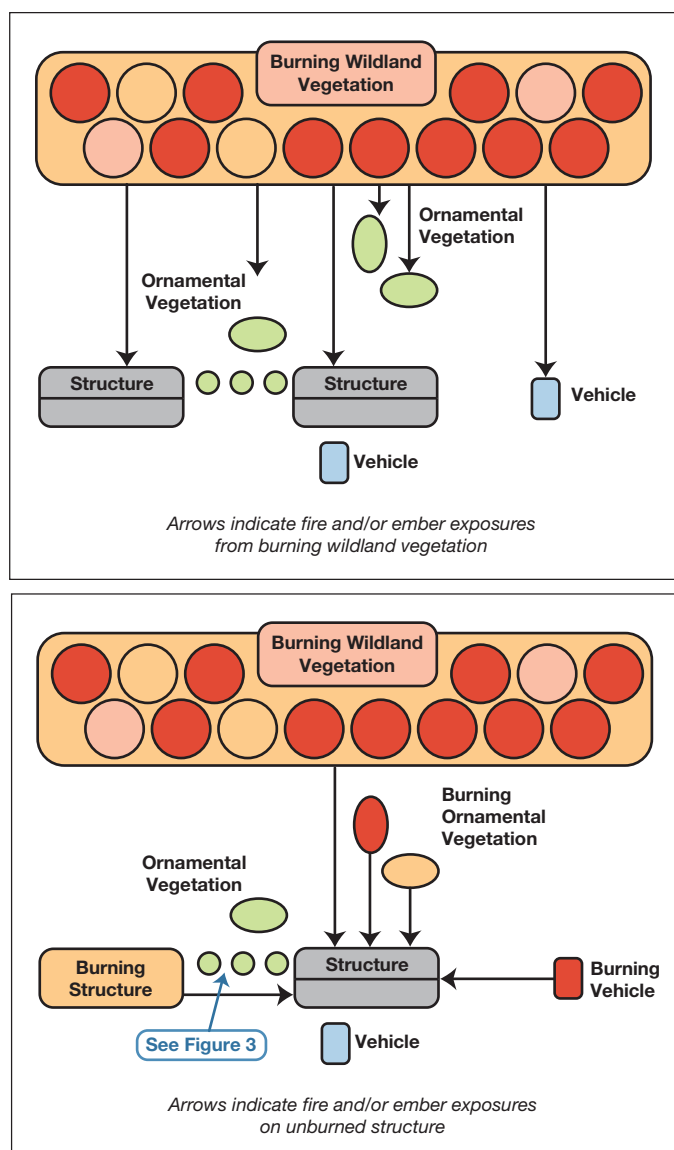 Burning Wildland
Vegetation
Ornamental
Vegetation
Ornamental
Vegetation
Structure
Structure
Vehicle
Vehicle
Arrows indicate fire and/or ember exposures
from burning wildland vegetation
Burning Wildland
Vegetation
Burning
Ornamental
Vegetation
Ornamental
Vegetation
Burning
Structure
Structure
Burning
Vehicle
See Figure 3
Vehicle
Arrows indicate fire and/or ember exposures
on unburned structure